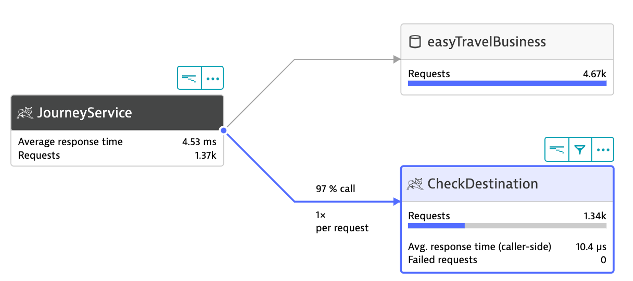 easyTravelBusiness
Requests 4.67k
JourneyService
Average response time 4.53 ms
Requests 1.37k
97 % call
1×
per request
CheckDestination
Requests 1.34k
Avg. response time (caller-side) 10.4 µs
Failed requests 0